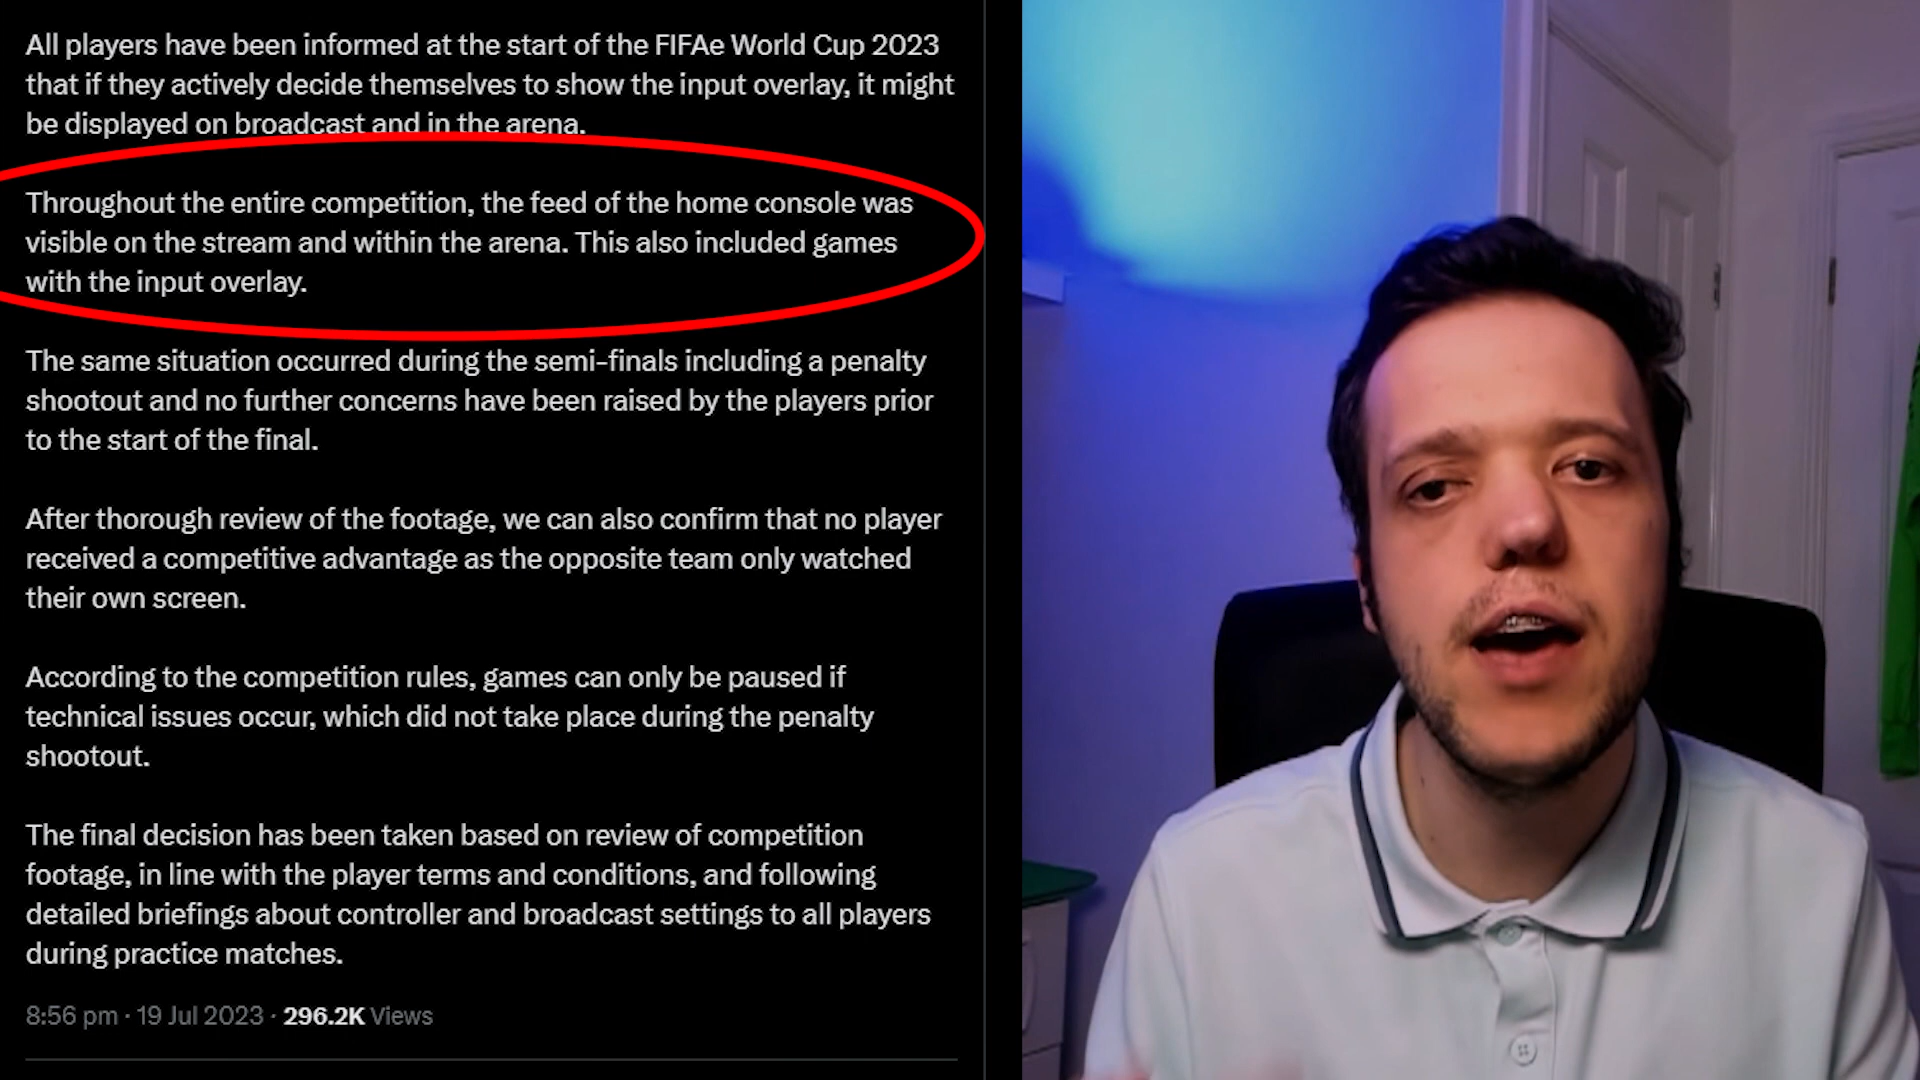 All players have been informed at the start of the FIFAe World Cup 2023
that if they actively decide themselves to show the input overlay, it might
be displayed on broadcast and in the arena.
Throughout the entire competition, the feed of the home console was
visible on the stream and within the arena. This also included games
with the input overlay.
The same situation occurred during the semi-finals including a penalty
shootout and no further concerns have been raised by the players prior
to the start of the final.
After thorough review of the footage, we can also confirm that no player
received a competitive advantage as the opposite team only watched
their own screen.
According to the competition rules, games can only be paused if
technical issues occur, which did not take place during the penalty
shootout.
The final decision has been taken based on review of competition
footage, in line with the player terms and conditions, and following
detailed briefings about controller and broadcast settings to all players
during practice matches.
8:56 pm · 19 Jul 2023 · 296.2K Views